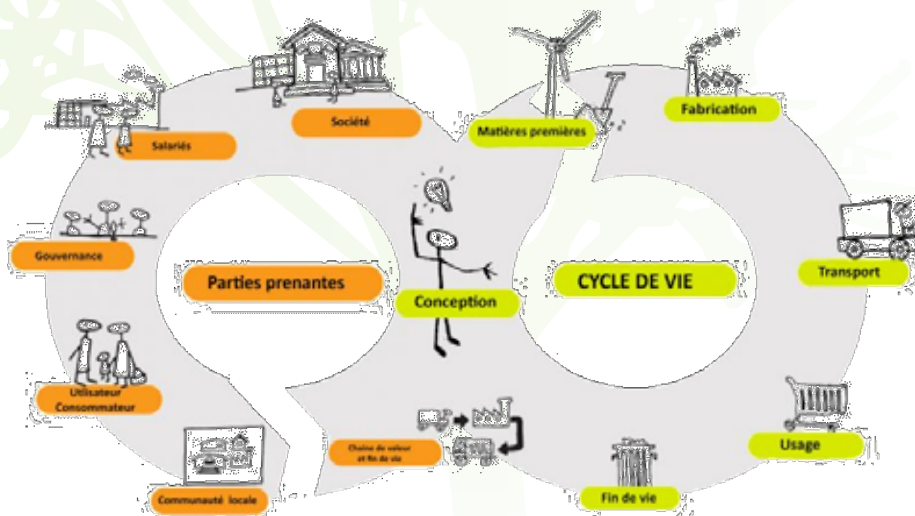 Société
Salariés
Gouvernance
Parties prenantes
Utilisateur
Consommateur
Communauté locale
Chaine de valeur
et fin de vie
Conception
Matières premières
Fabrication
CYCLE DE VIE
Transport
Usage
Fin de vie